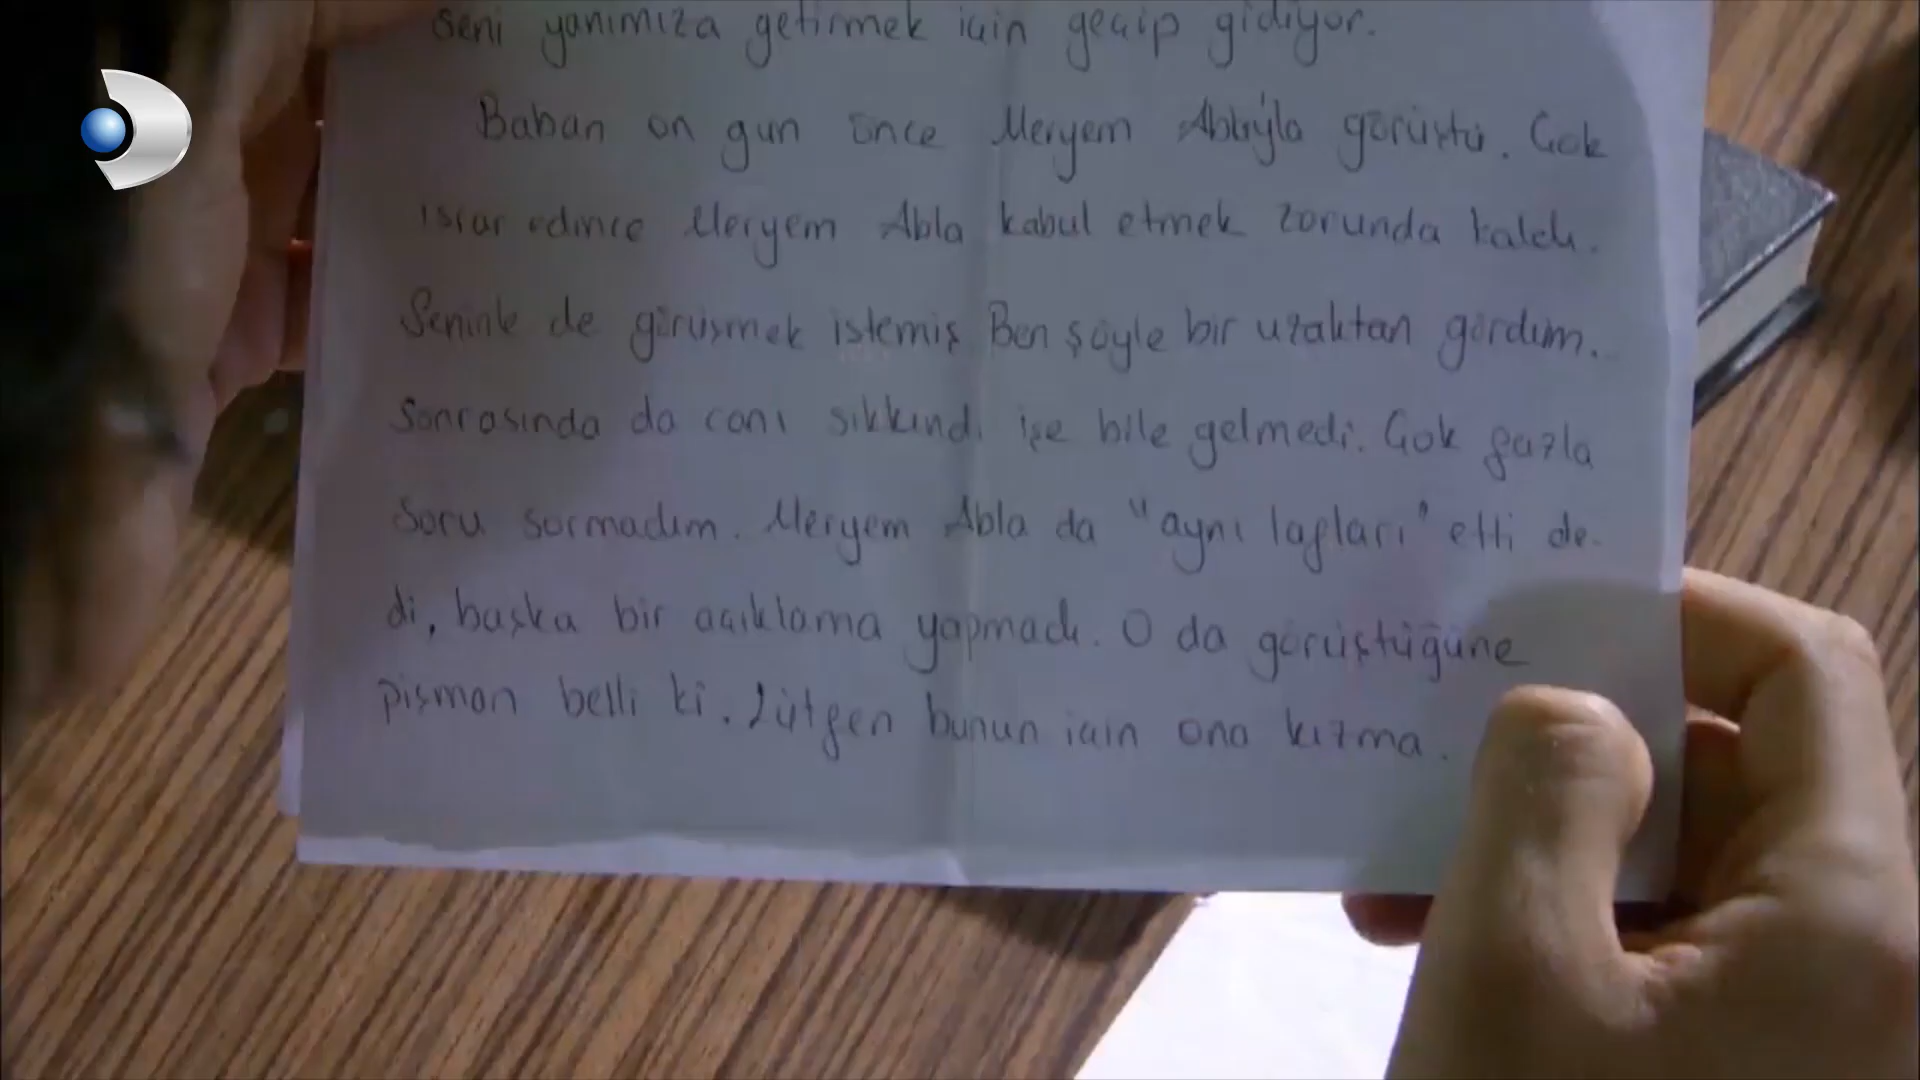 seni yanımıza getirmek için geçip gidiyor.
Baban on gün önce Meryem Abla'yla görüştü. Çok
ısrar edince Meryem Abla kabul etmek zorunda kaldı.
Seninle de görüşmek istemiş Ben şöyle bir uzaktan gördüm.
Sonrasında da canı sıkkındı işe bile gelmedi. Çok fazla
soru sormadım. Meryem Abla da "aynı lafları" etti de-
di, başka bir açıklama yapmadı. O da görüştüğüne
pişman belli ki. Lütfen bunun için ona kızma.